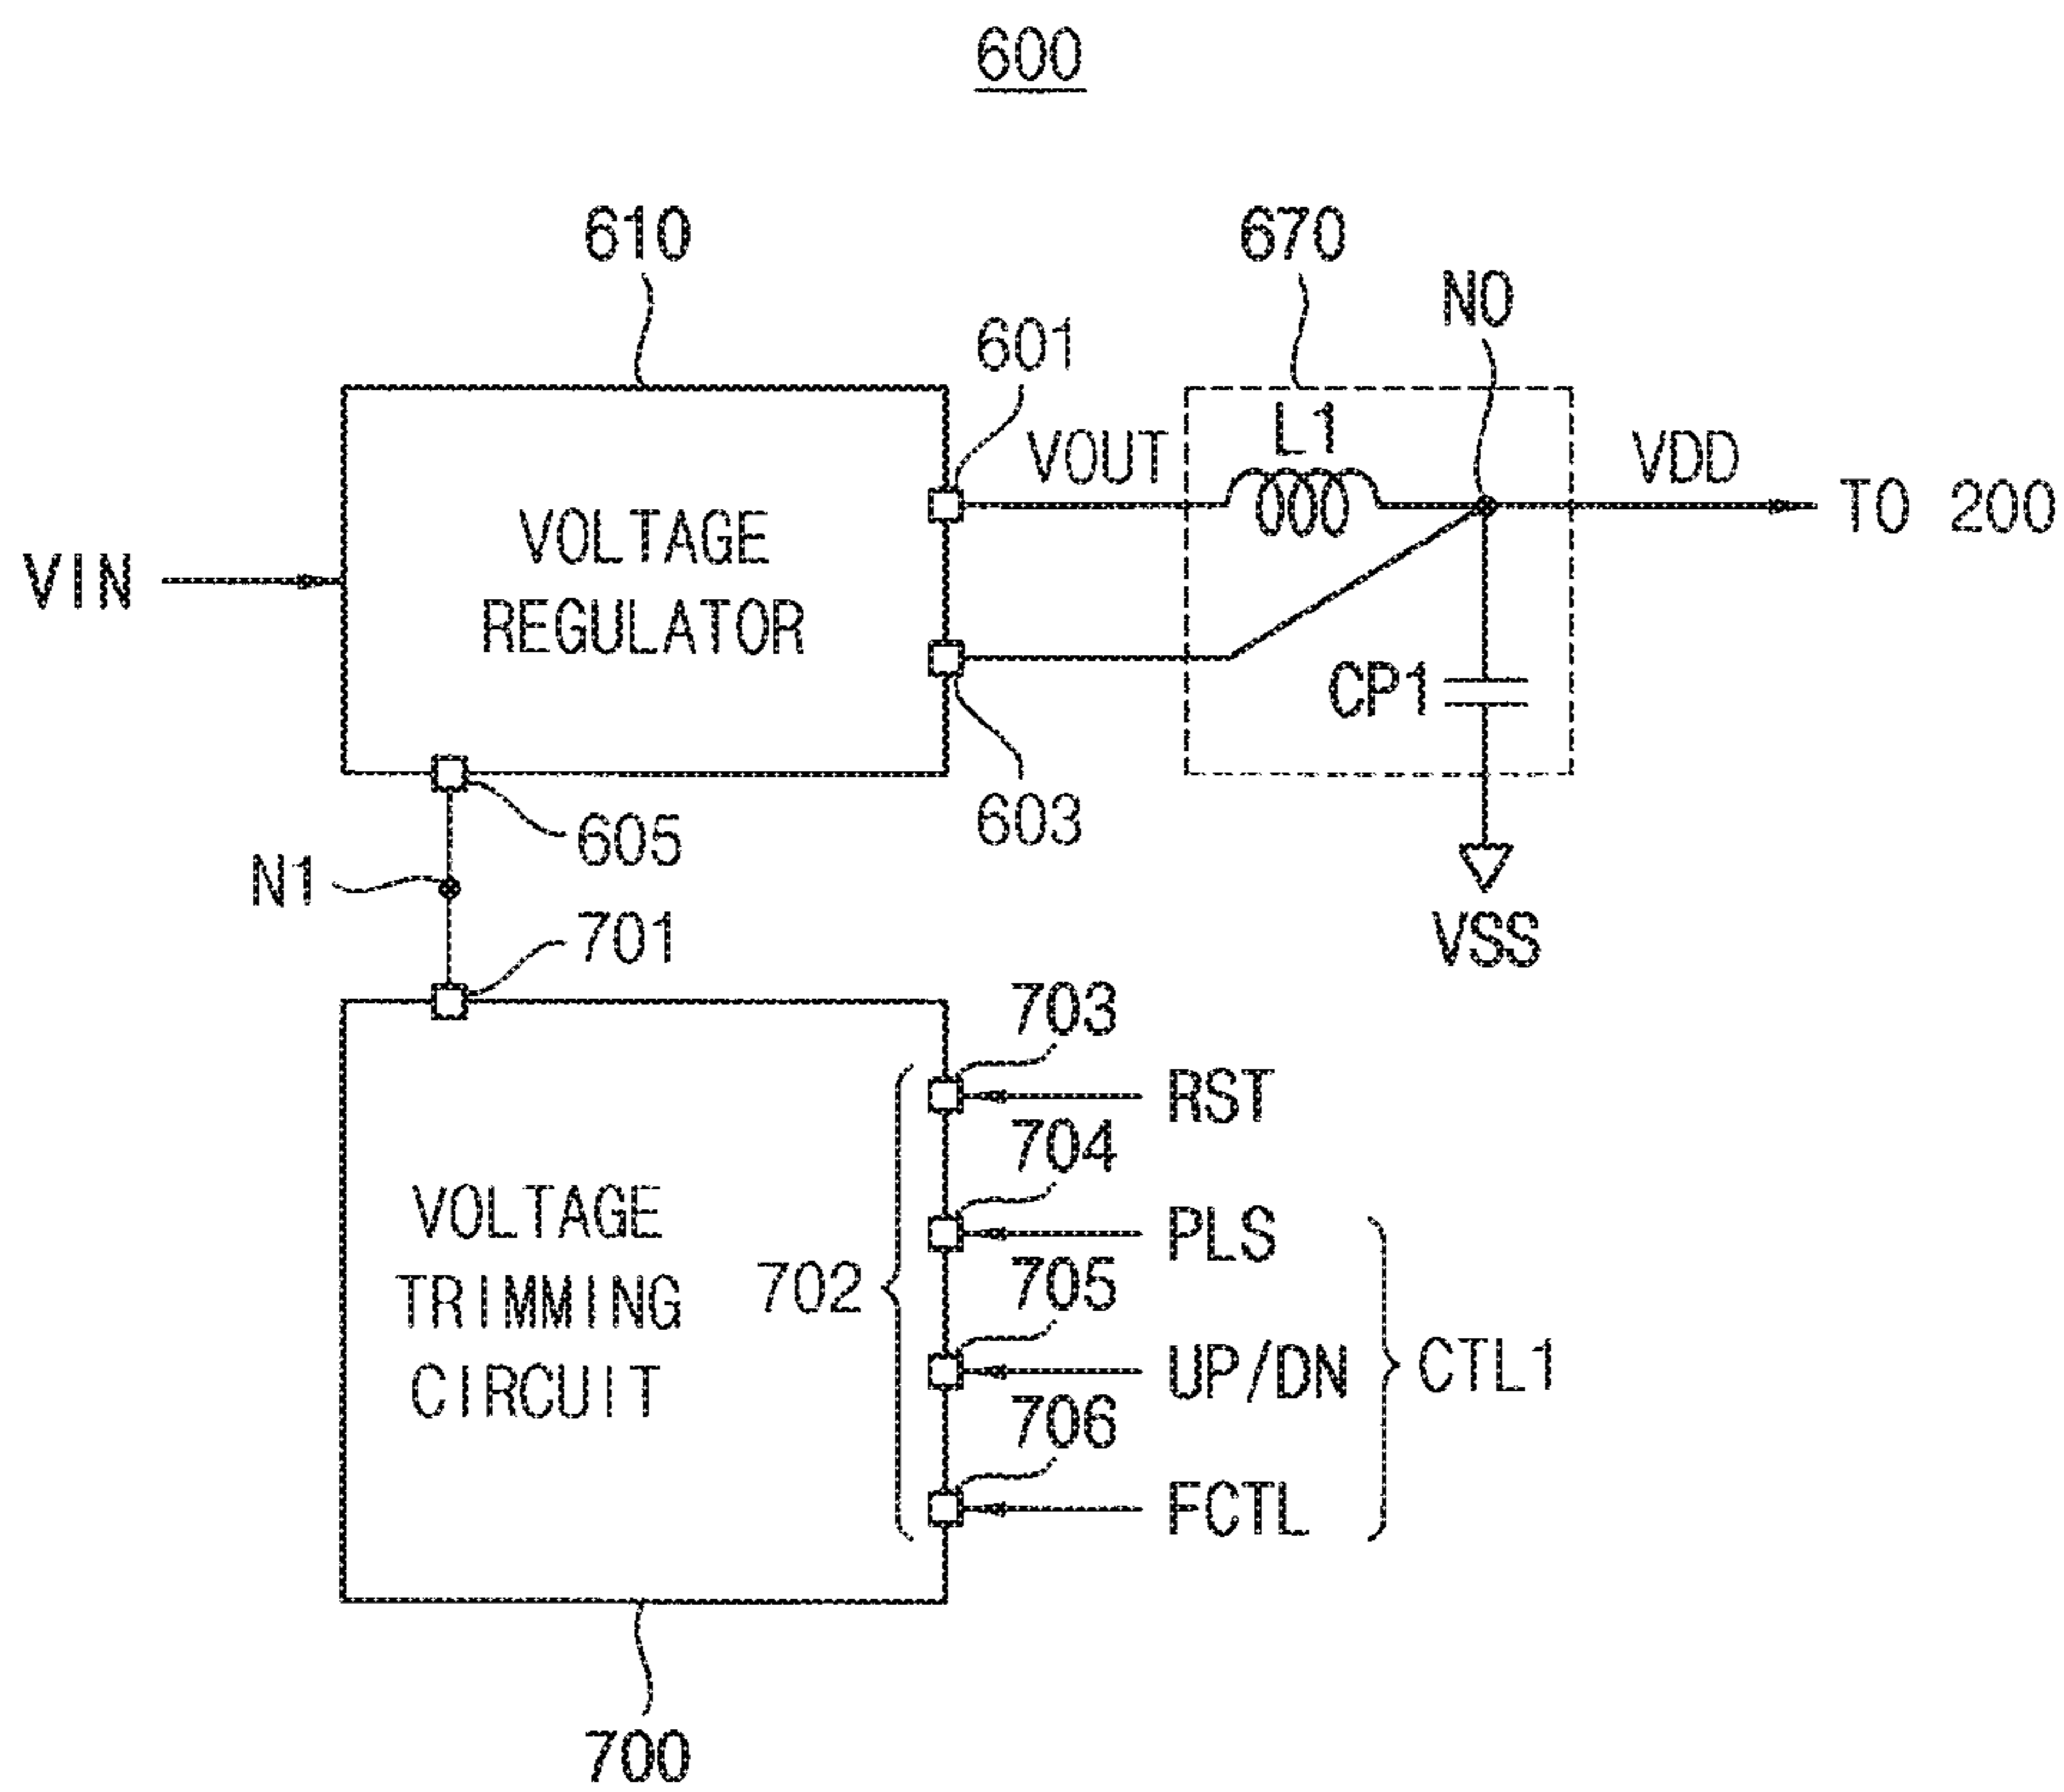 600
610
670
NO
601
VOUT
L1
VDD
TO 200
VIN
VOLTAGE
REGULATOR
CP1
603
605
N1
701
VSS
703
RST
704
PLS
VOLTAGE
TRIMMING
CIRCUIT
702
705
UP/DN
CTL1
706
FCTL
700